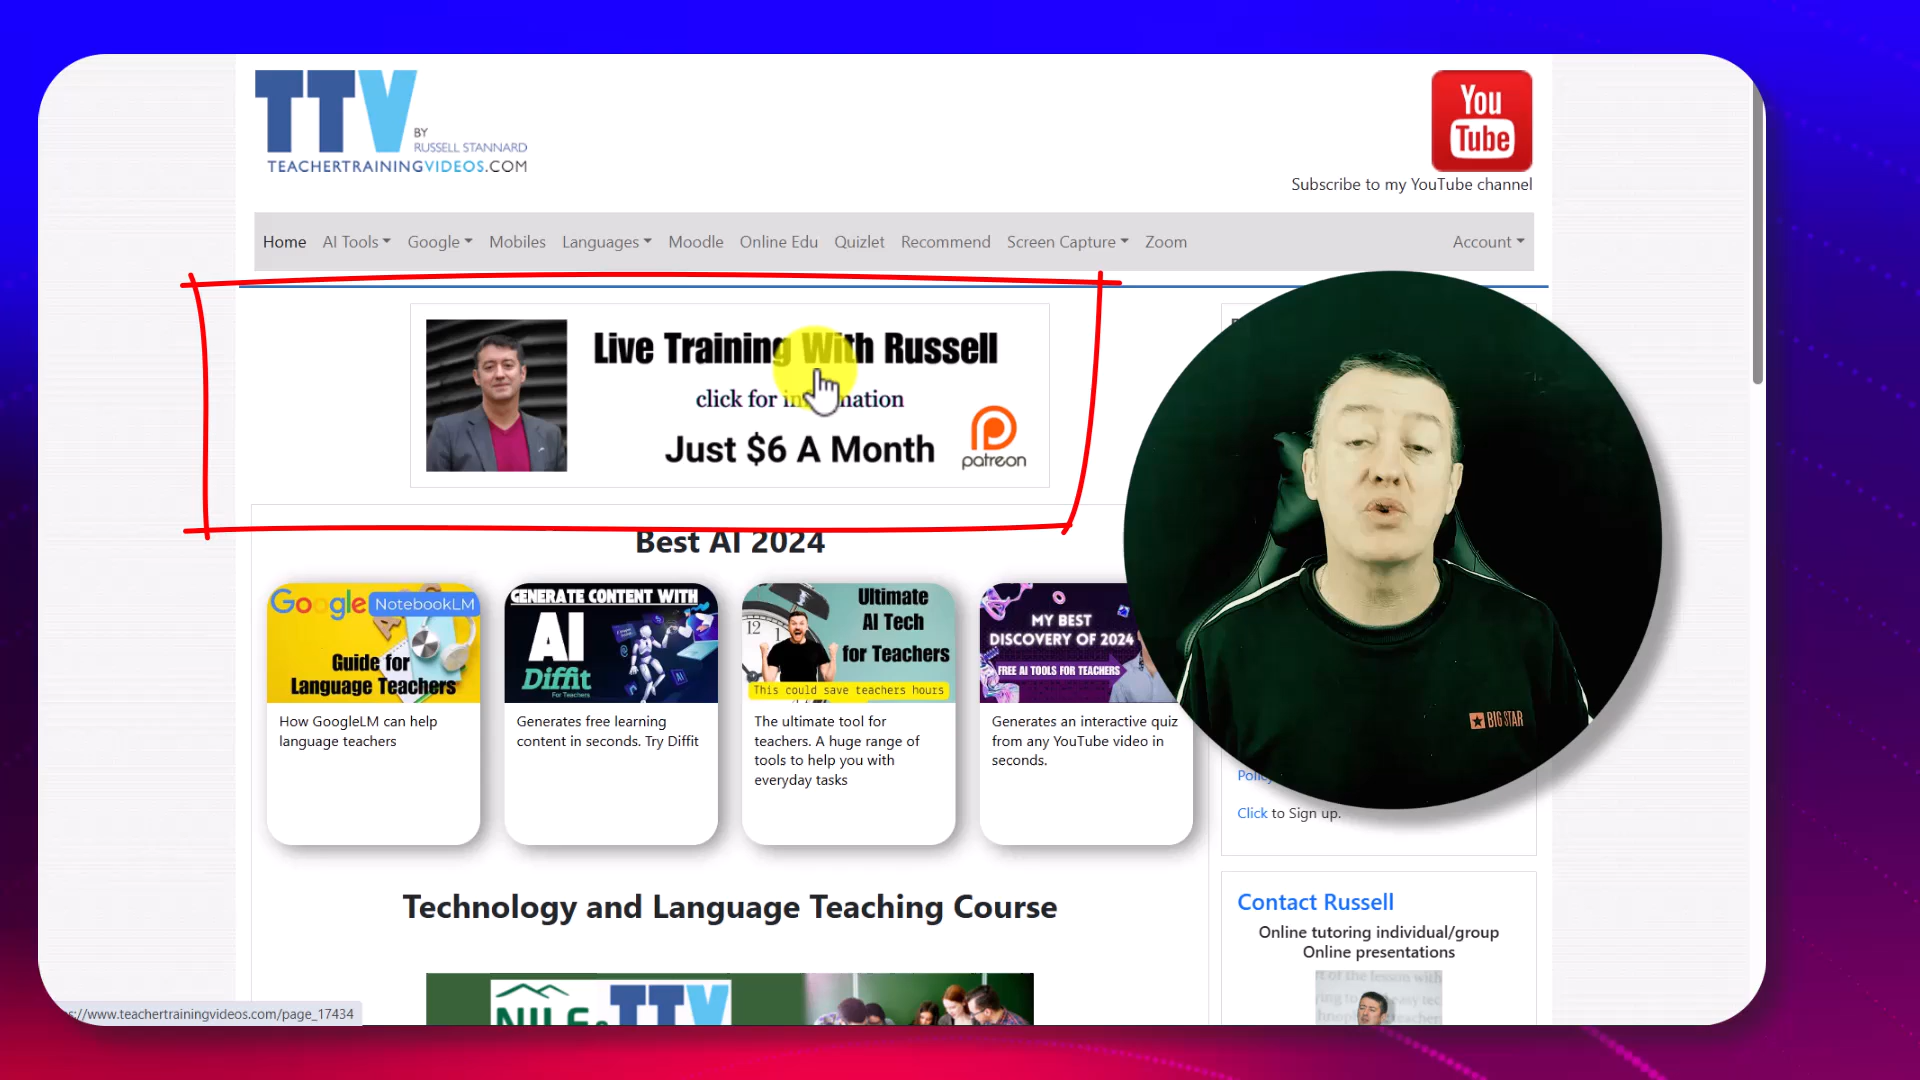 TTV
BY
RUSSELL STANNARD
TEACHERTRAININGVIDEOS.COM
You
Tube
Subscribe to my YouTube channel
Home AI Tools Google Mobiles Languages Moodle Online Edu Quizlet Recommend Screen Capture Zoom Account
Live Training With Russell
click for
Just $6 A Month
patreon
Best AI 2024
Google NotebookLM
Guide for
Language Teachers
How GoogleLM can help
language teachers
GENERATE CONTENT WITH
AI
Diffit
For Teachers
Generates free learning
content in seconds. Try Diffit
12
1
Ultimate
AI Tech
for Teachers
This could save teachers hours
The ultimate tool for
teachers. A huge range of
tools to help you with
everyday tasks
MY BEST
DISCOVERY OF 2024
FREE AI TOOLS FOR TEACHERS
Generates an interactive quiz
from any YouTube video in
seconds.
BIG STAR
Policy
Click to Sign up.
Technology and Language Teaching Course
NILE
TTV
Contact Russell
Online tutoring individual/group
Online presentations
s://www.teachertrainingvideos.com/page_17434